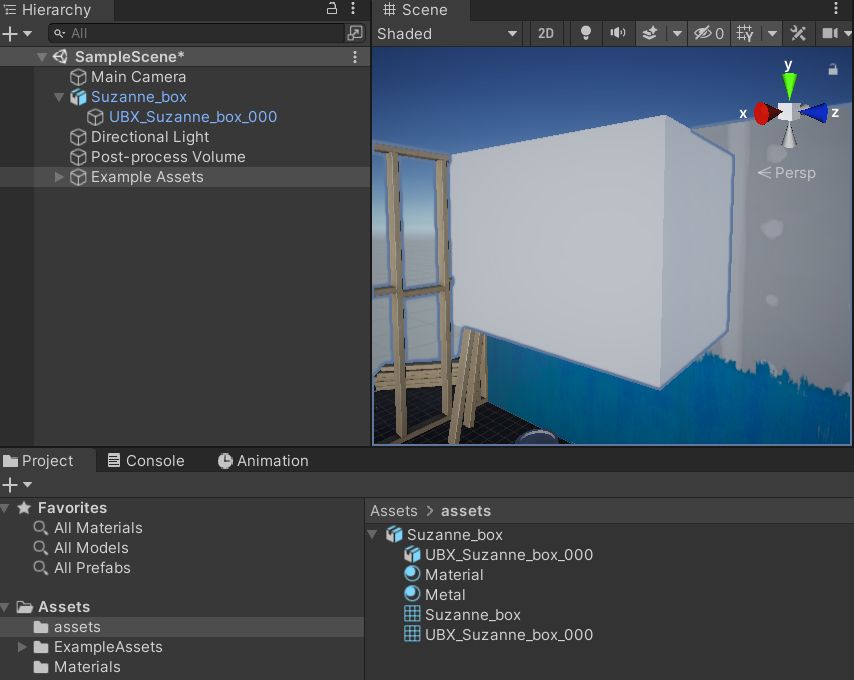 Hierarchy
All
SampleScene*
Main Camera
Suzanne_box
UBX_Suzanne_box_000
Directional Light
Post-process Volume
Example Assets
Scene
Shaded 2D 0
y
x z
Persp
Project Console Animation
Favorites
All Materials
All Models
All Prefabs
Assets
assets
ExampleAssets
Materials
Assets > assets
Suzanne_box
UBX_Suzanne_box_000
Material
Metal
Suzanne_box
UBX_Suzanne_box_000